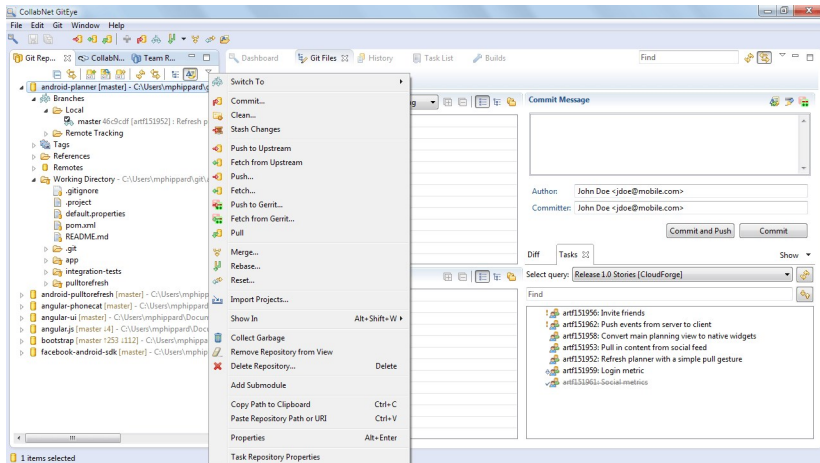 CollabNet GitEye
File Edit Git Window Help
Git Rep... CollabN... Team R...
android-planner [master] - C:\Users\mphippard\g
Branches
Local
master 46c9cdf [artf151952] : Refresh p
Remote Tracking
Tags
References
Remotes
Working Directory - C:\Users\mphippard\git\a
.gitignore
.project
default.properties
pom.xml
README.md
.git
app
integration-tests
pulltorefresh
android-pulltorefresh [master] - C:\Users\mphipp
angular-phonecat [master] - C:\Users\mphippard
angular-ui [master] - C:\Users\mphippard\Docun
angular.js [master ↓4] - C:\Users\mphippard\Docu
bootstrap [master ↑253 ↓112] - C:\Users\mphippar
facebook-android-sdk [master] - C:\Users\mphip
1 items selected
Switch To
Commit...
Clean...
Stash Changes
Push to Upstream
Fetch from Upstream
Push...
Fetch...
Push to Gerrit...
Fetch from Gerrit...
Pull
Merge...
Rebase...
Reset...
Import Projects...
Show In Alt+Shift+W
Collect Garbage
Remove Repository from View
Delete Repository... Delete
Add Submodule
Copy Path to Clipboard Ctrl+C
Paste Repository Path or URI Ctrl+V
Properties Alt+Enter
Task Repository Properties
Dashboard Git Files History Task List Builds
Find
Commit Message
Author: John Doe <jdoe@mobile.com>
Committer: John Doe <jdoe@mobile.com>
Commit and Push Commit
Diff Tasks Show
Select query: Release 1.0 Stories [CloudForge]
Find
artf151956: Invite friends
artf151962: Push events from server to client
artf151958: Convert main planning view to native widgets
artf151953: Pull in content from social feed
artf151952: Refresh planner with a simple pull gesture
artf151959: Login metric
artf151961: Social metrics